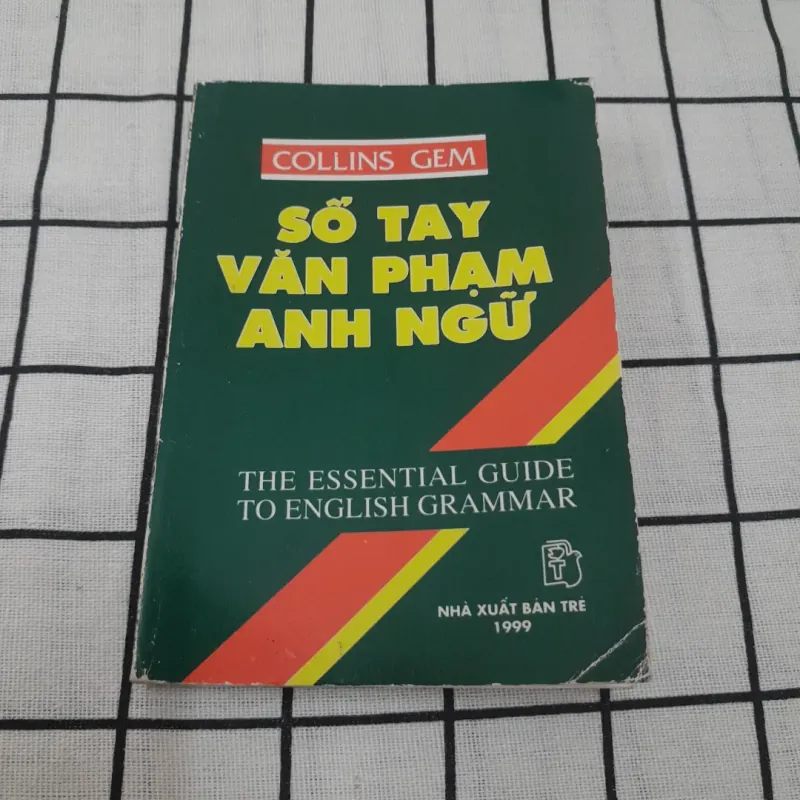 COLLINS GEM
SỔ TAY
VĂN PHẠM
ANH NGỮ
THE ESSENTIAL GUIDE
TO ENGLISH GRAMMAR
NHÀ XUẤT BẢN TRẺ
1999